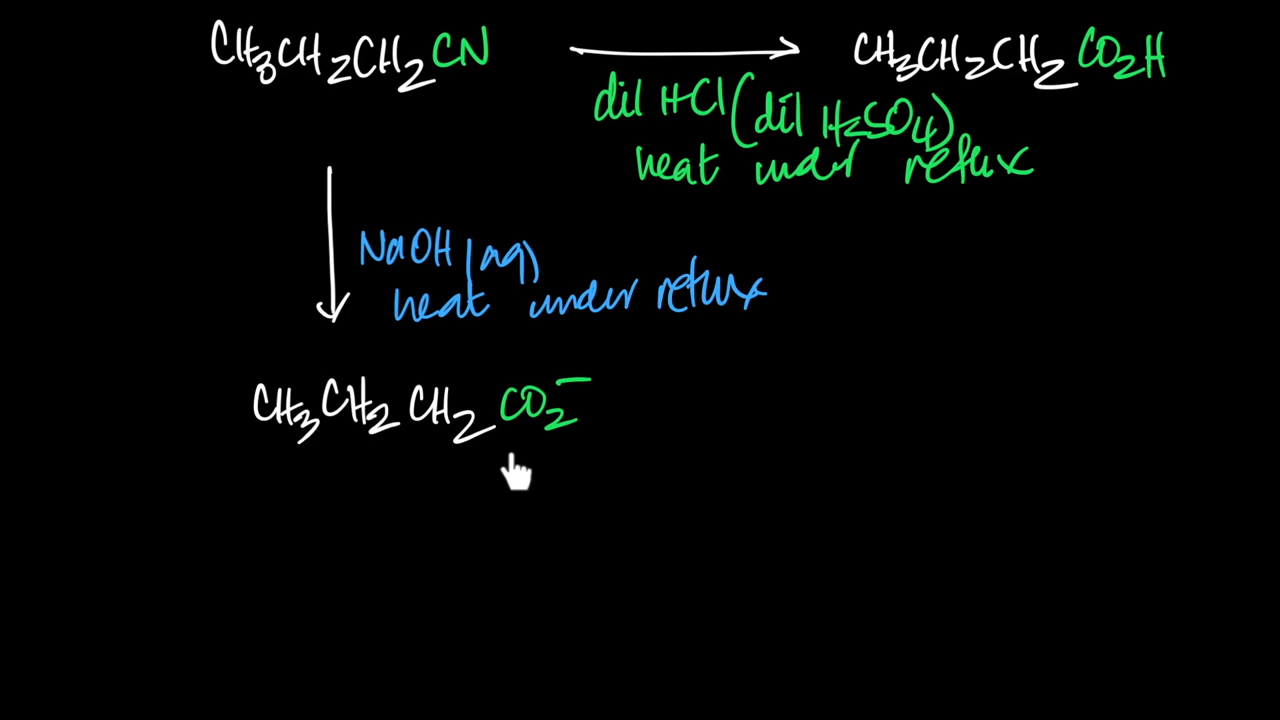 CH₃CH₂CH₂CN → CH₃CH₂CH₂CO₂H
dil HCl (dil H₂SO₄)
heat under reflux
NaOH (aq)
heat under reflux
CH₃CH₂CH₂CO₂⁻